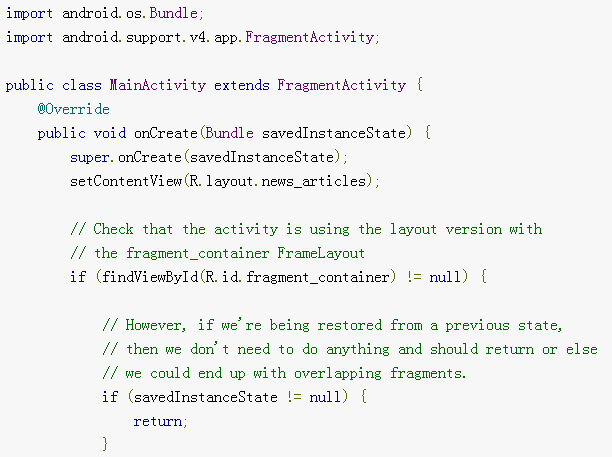 import android.os.Bundle;
import android.support.v4.app.FragmentActivity;

public class MainActivity extends FragmentActivity {
    @Override
    public void onCreate(Bundle savedInstanceState) {
        super.onCreate(savedInstanceState);
        setContentView(R.layout.news_articles);

        // Check that the activity is using the layout version with
        // the fragment_container FrameLayout
        if (findViewById(R.id.fragment_container) != null) {

            // However, if we're being restored from a previous state,
            // then we don't need to do anything and should return or else
            // we could end up with overlapping fragments.
            if (savedInstanceState != null) {
                return;
            }